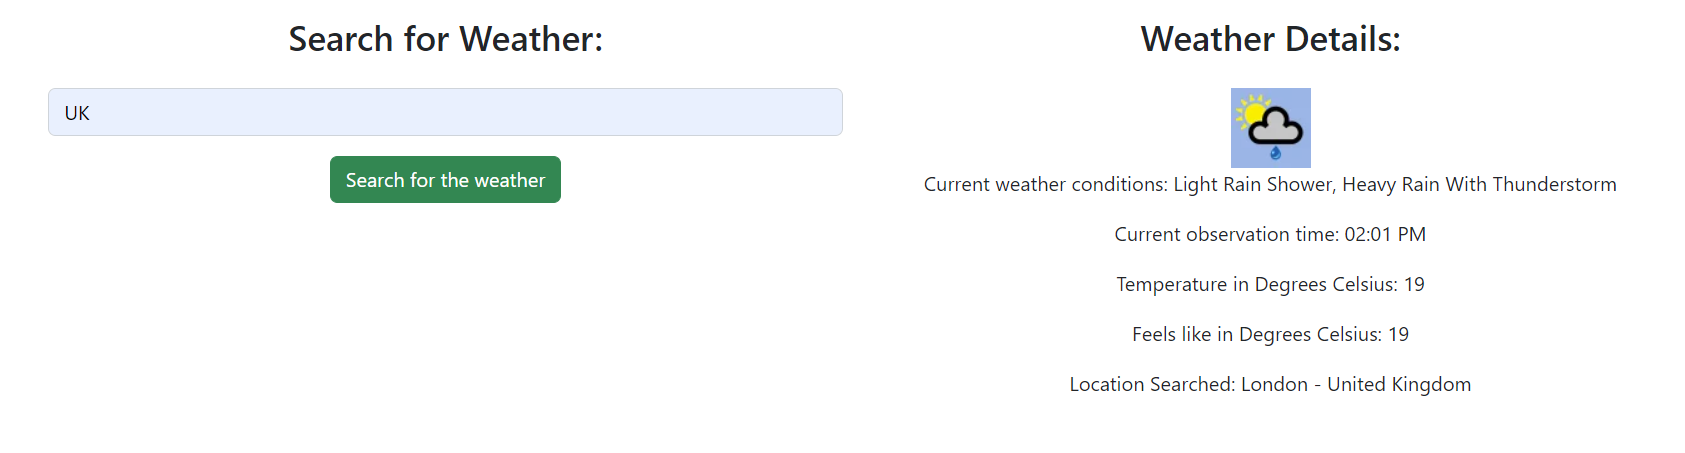 Search for Weather:
UK
Search for the weather
Weather Details:
Current weather conditions: Light Rain Shower, Heavy Rain With Thunderstorm
Current observation time: 02:01 PM
Temperature in Degrees Celsius: 19
Feels like in Degrees Celsius: 19
Location Searched: London - United Kingdom